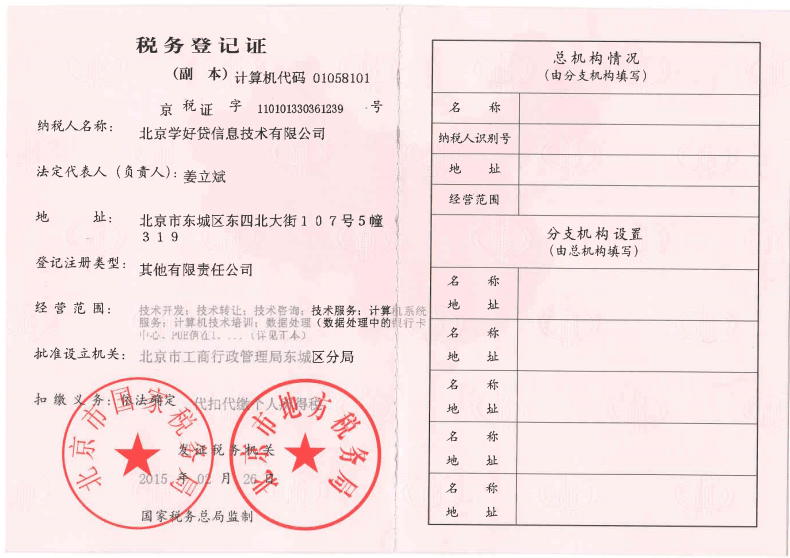 税务登记证
（副 本）计算机代码 01058101
京 税 证 字 110101330361239 号
纳税人名称： 北京学好贷信息技术有限公司
法定代表人（负责人）： 姜立斌
地 址： 北京市东城区东四北大街１０７号５幢
３１９
登记注册类型： 其他有限责任公司
经 营 范 围： 技术开发；技术转让；技术咨询；技术服务；计算机系统
服务；计算机技术培训；数据处理（数据处理中的银行卡
中心、PUE值在1....（详见正本）
批准设立机关： 北京市工商行政管理局东城区分局
扣 缴 义 务： 依法确定 代扣代缴个人所得税
发证税务机关
2015 年 02 月 26 日
国家税务总局监制
北京市国家税务局
北京市地方税务局
总机构情况
（由分支机构填写）
名 称
纳税人识别号
地 址
经营范围
分支机构设置
（由总机构填写）
名 称
地 址
名 称
地 址
名 称
地 址
名 称
地 址
名 称
地 址